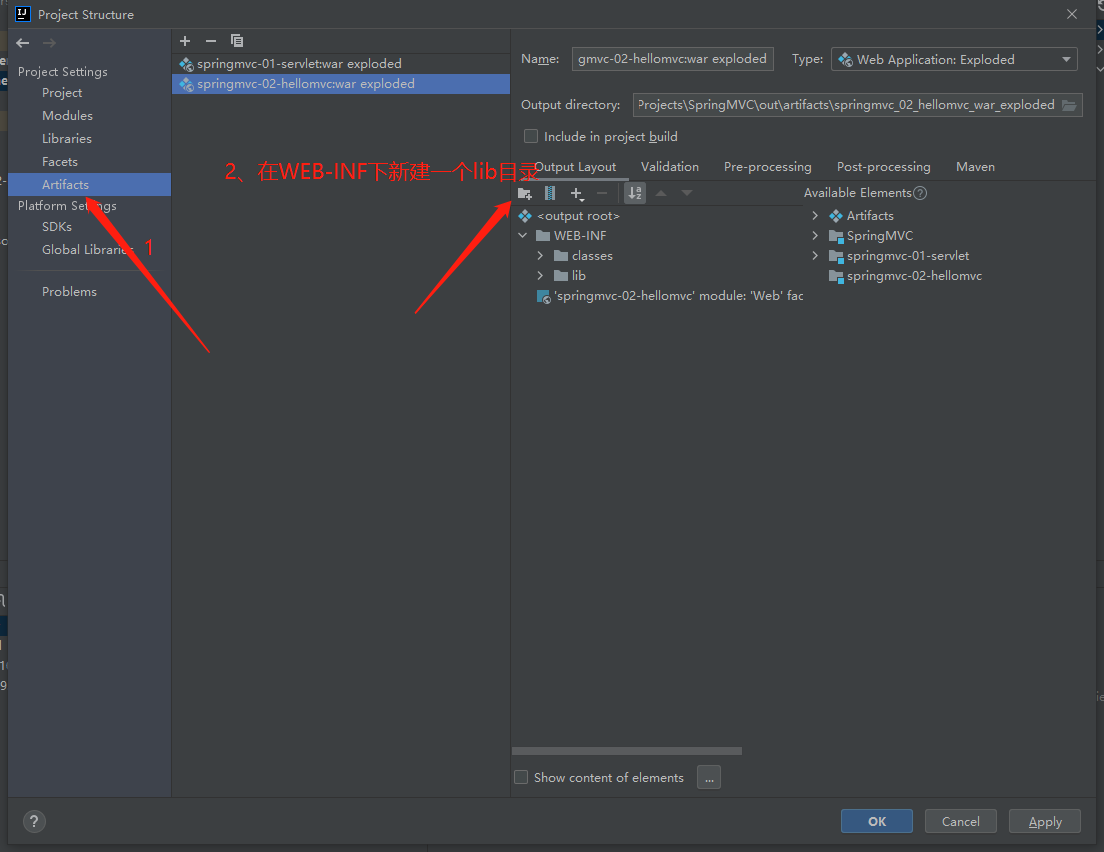 Project Structure
Project Settings
Project
Modules
Libraries
Facets
Artifacts
Platform Settings
SDKs
Global Libraries
Problems
1
springmvc-01-servlet:war exploded
springmvc-02-hellomvc:war exploded
2、在WEB-INF下新建一个lib目录
Name: gmvc-02-hellomvc:war exploded Type: Web Application: Exploded
Output directory: Projects\SpringMVC\out\artifacts\springmvc_02_hellomvc_war_exploded
Include in project build
Output Layout Validation Pre-processing Post-processing Maven
Available Elements ?
<output root>
WEB-INF
classes
lib
'springmvc-02-hellomvc' module: 'Web' fac
Artifacts
SpringMVC
springmvc-01-servlet
springmvc-02-hellomvc
Show content of elements ...
? OK Cancel Apply